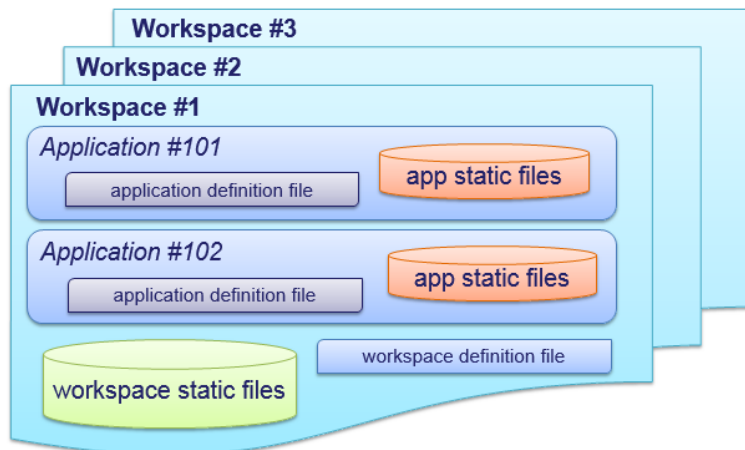 Workspace #3
Workspace #2
Workspace #1
Application #101
application definition file
app static files
Application #102
application definition file
app static files
workspace static files
workspace definition file